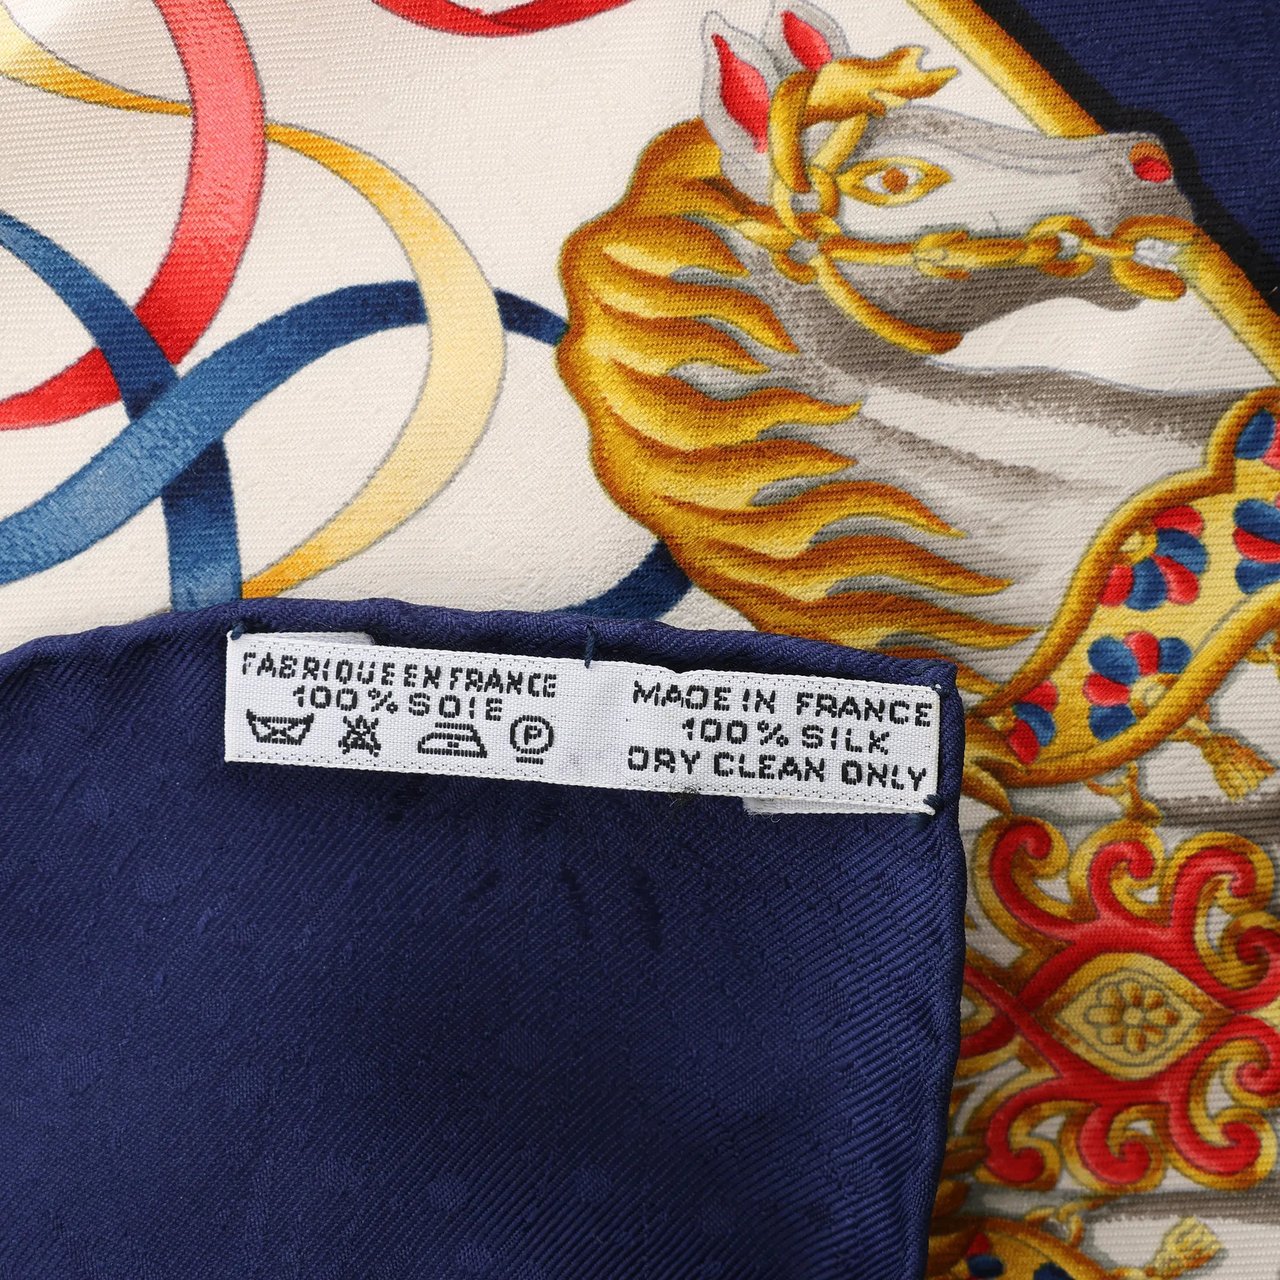 FABRIQUE EN FRANCE
100% SOIE
P
MADE IN FRANCE
100% SILK
DRY CLEAN ONLY